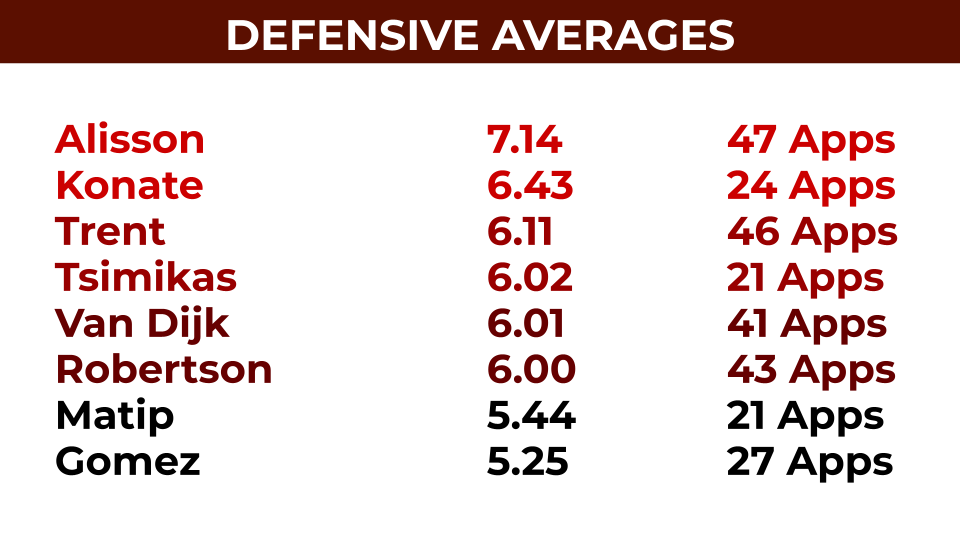 DEFENSIVE AVERAGES
Alisson 7.14 47 Apps
Konate 6.43 24 Apps
Trent 6.11 46 Apps
Tsimikas 6.02 21 Apps
Van Dijk 6.01 41 Apps
Robertson 6.00 43 Apps
Matip 5.44 21 Apps
Gomez 5.25 27 Apps